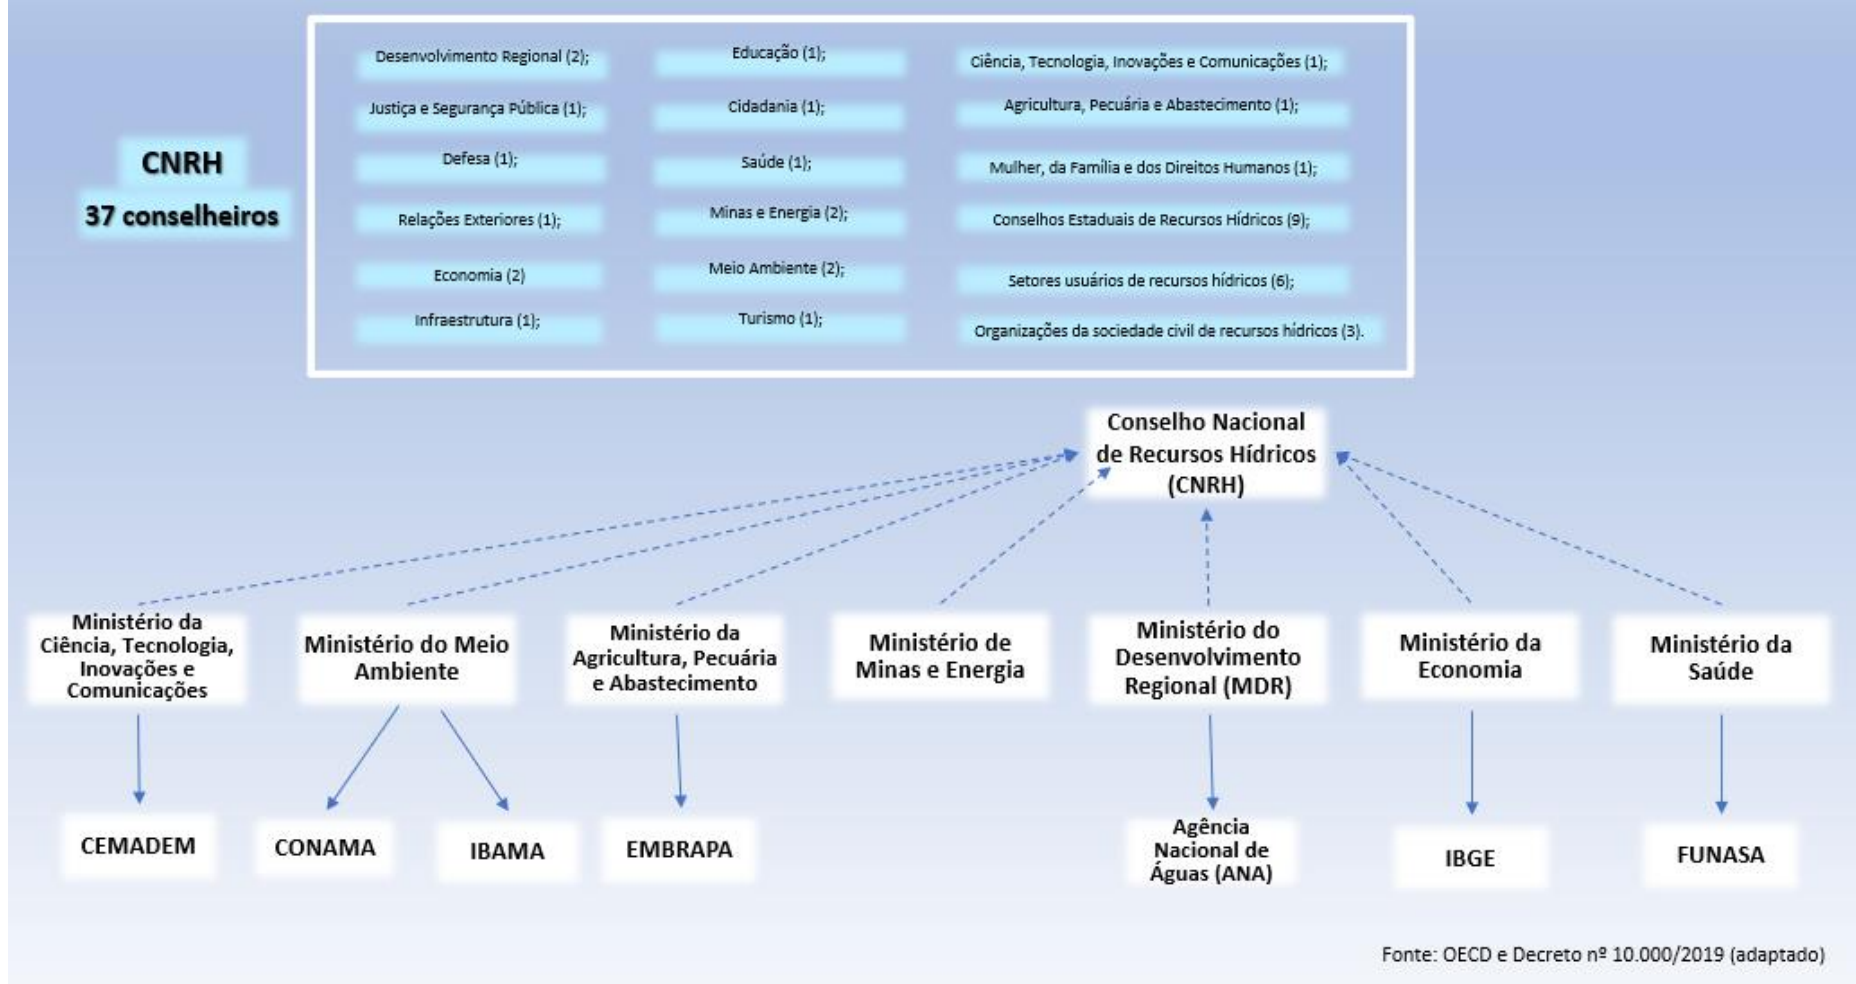 CNRH
37 conselheiros
Desenvolvimento Regional (2);
Justiça e Segurança Pública (1);
Defesa (1);
Relações Exteriores (1);
Economia (2)
Infraestrutura (1);
Educação (1);
Cidadania (1);
Saúde (1);
Minas e Energia (2);
Meio Ambiente (2);
Turismo (1);
Ciência, Tecnologia, Inovações e Comunicações (1);
Agricultura, Pecuária e Abastecimento (1);
Mulher, da Família e dos Direitos Humanos (1);
Conselhos Estaduais de Recursos Hídricos (9);
Setores usuários de recursos hídricos (6);
Organizações da sociedade civil de recursos hídricos (3).
Conselho Nacional
de Recursos Hídricos
(CNRH)
Ministério da
Ciência, Tecnologia,
Inovações e
Comunicações
Ministério do Meio
Ambiente
Ministério da
Agricultura, Pecuária
e Abastecimento
Ministério de
Minas e Energia
Ministério do
Desenvolvimento
Regional (MDR)
Ministério da
Economia
Ministério da
Saúde
CEMADEM
CONAMA
IBAMA
EMBRAPA
Agência
Nacional de
Águas (ANA)
IBGE
FUNASA
Fonte: OECD e Decreto nº 10.000/2019 (adaptado)